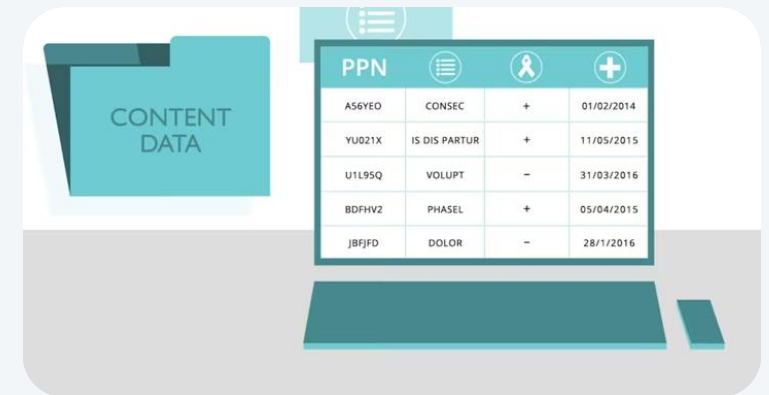 CONTENT
DATA
PPN
A56YEO CONSEC + 01/02/2014
YU021X IS DIS PARTUR + 11/05/2015
U1L95Q VOLUPT – 31/03/2016
BDFHV2 PHASEL + 05/04/2015
JBFJFD DOLOR – 28/1/2016